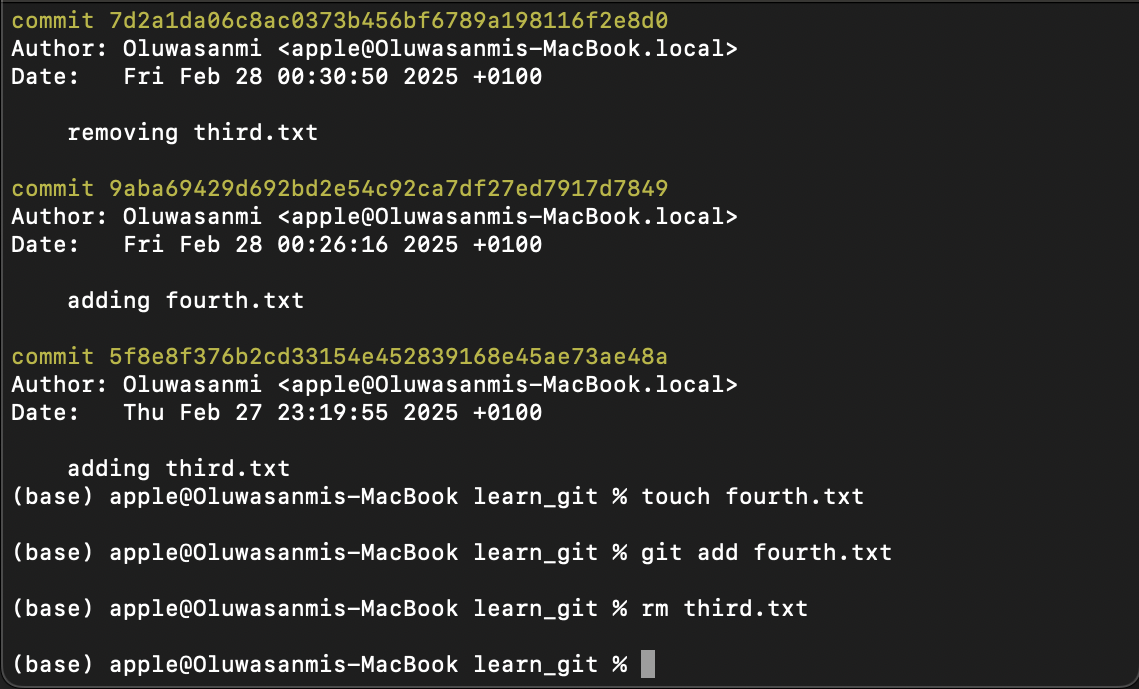 commit 7d2a1da06c8ac0373b456bf6789a198116f2e8d0
Author: Oluwasanmi <apple@Oluwasanmis-MacBook.local>
Date:   Fri Feb 28 00:30:50 2025 +0100
    removing third.txt
commit 9aba69429d692bd2e54c92ca7df27ed7917d7849
Author: Oluwasanmi <apple@Oluwasanmis-MacBook.local>
Date:   Fri Feb 28 00:26:16 2025 +0100
    adding fourth.txt
commit 5f8e8f376b2cd33154e452839168e45ae73ae48a
Author: Oluwasanmi <apple@Oluwasanmis-MacBook.local>
Date:   Thu Feb 27 23:19:55 2025 +0100
    adding third.txt
(base) apple@Oluwasanmis-MacBook learn_git % touch fourth.txt
(base) apple@Oluwasanmis-MacBook learn_git % git add fourth.txt
(base) apple@Oluwasanmis-MacBook learn_git % rm third.txt
(base) apple@Oluwasanmis-MacBook learn_git %